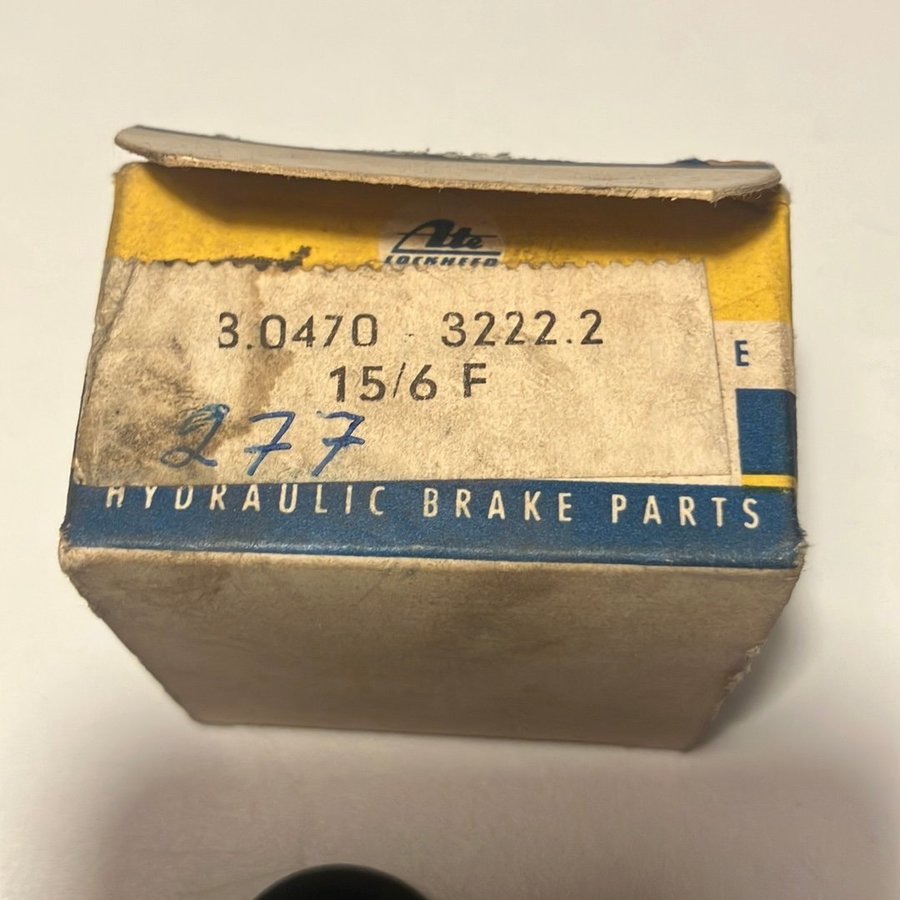 Ate
LOCKHEED
3.0470 3222.2
15/6 F
277
E
HYDRAULIC BRAKE PARTS